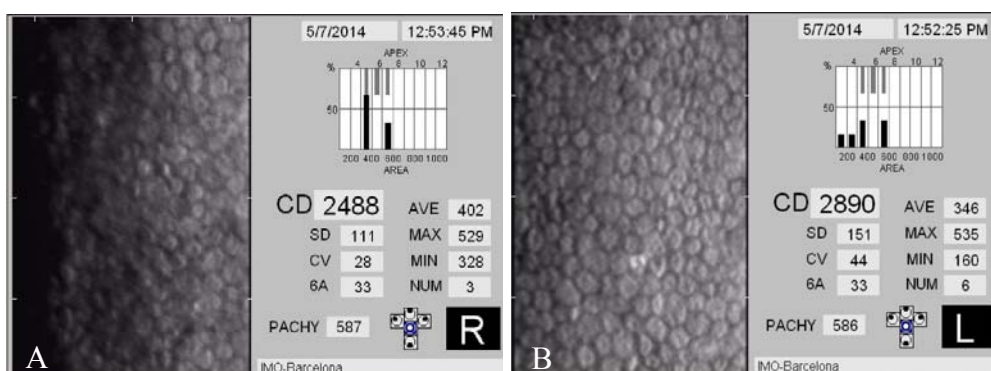 5/7/2014 12:53:45 PM
APEX
% 4 6 8 10 12
50
200 400 600 800 1000
AREA
CD 2488 AVE 402
SD 111 MAX 529
CV 28 MIN 328
6A 33 NUM 3
PACHY 587 R
A
IMO-Barcelona
5/7/2014 12:52:25 PM
APEX
% 4 6 8 10 12
50
200 400 600 800 1000
AREA
CD 2890 AVE 346
SD 151 MAX 535
CV 44 MIN 160
6A 33 NUM 6
PACHY 586 L
B
IMO-Barcelona